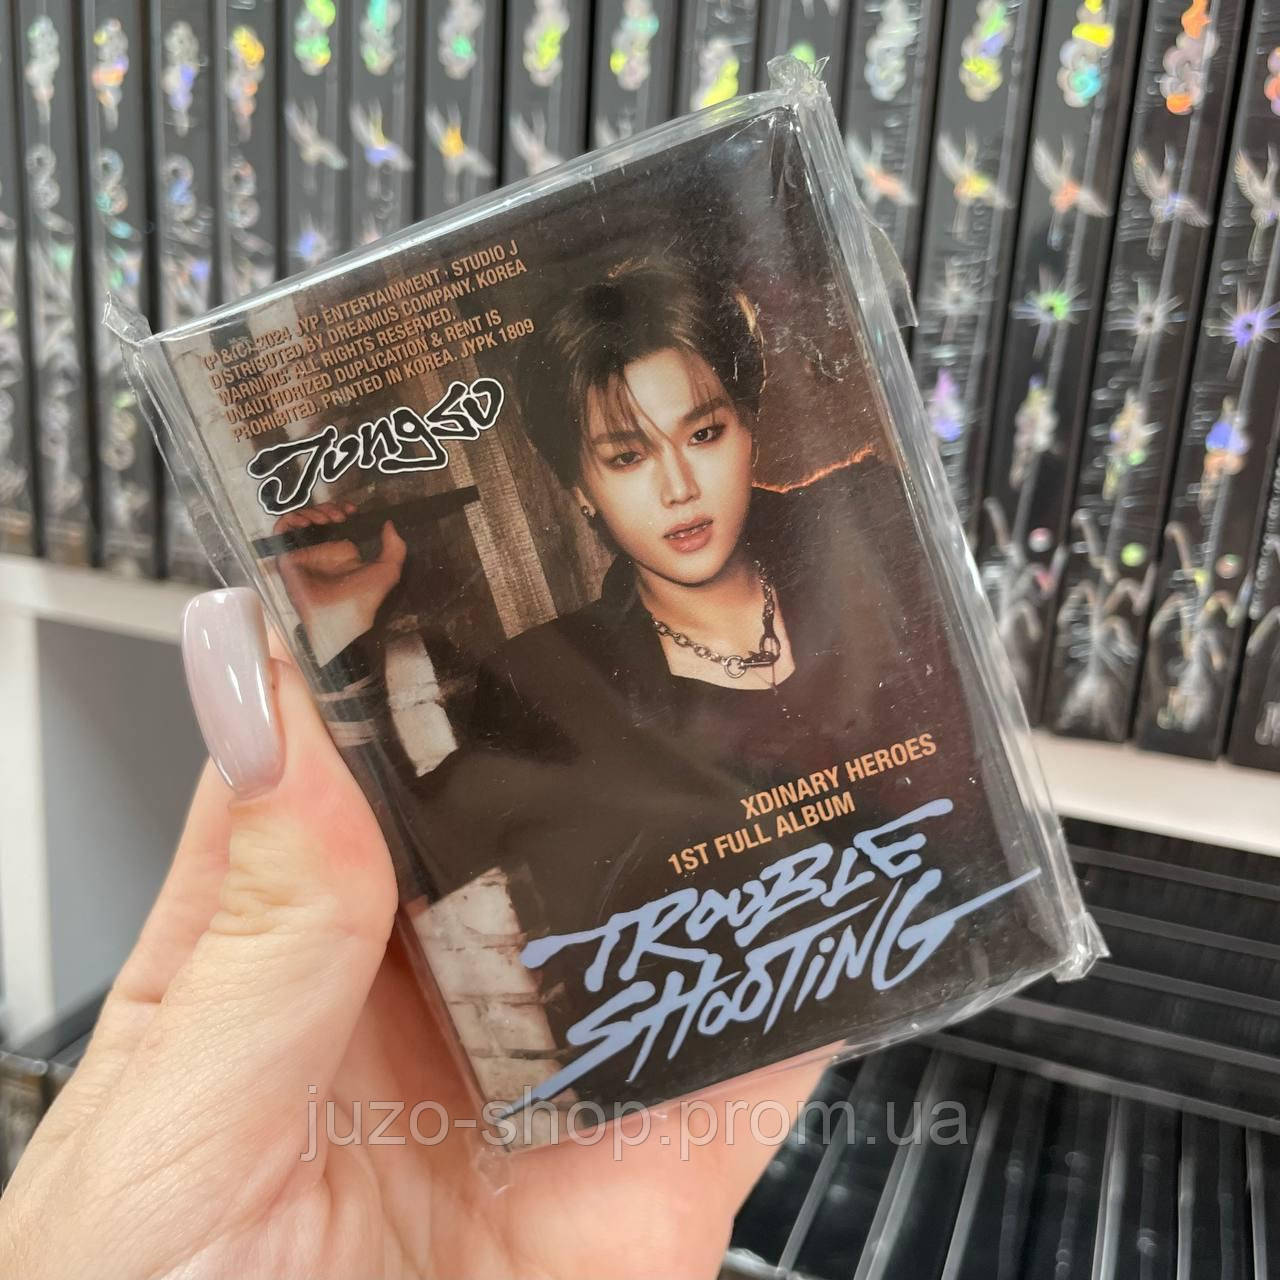 (P & (C) 2024 JYP ENTERTAINMENT · STUDIO J
DISTRIBUTED BY DREAMUS COMPANY. KOREA
WARNING: ALL RIGHTS RESERVED.
UNAUTHORIZED DUPLICATION & RENT IS
PROHIBITED. PRINTED IN KOREA. JYPK 1809
Jungsu
XDINARY HEROES
1ST FULL ALBUM
TROUBLE
SHOOTiNG
juzo-shop.prom.ua